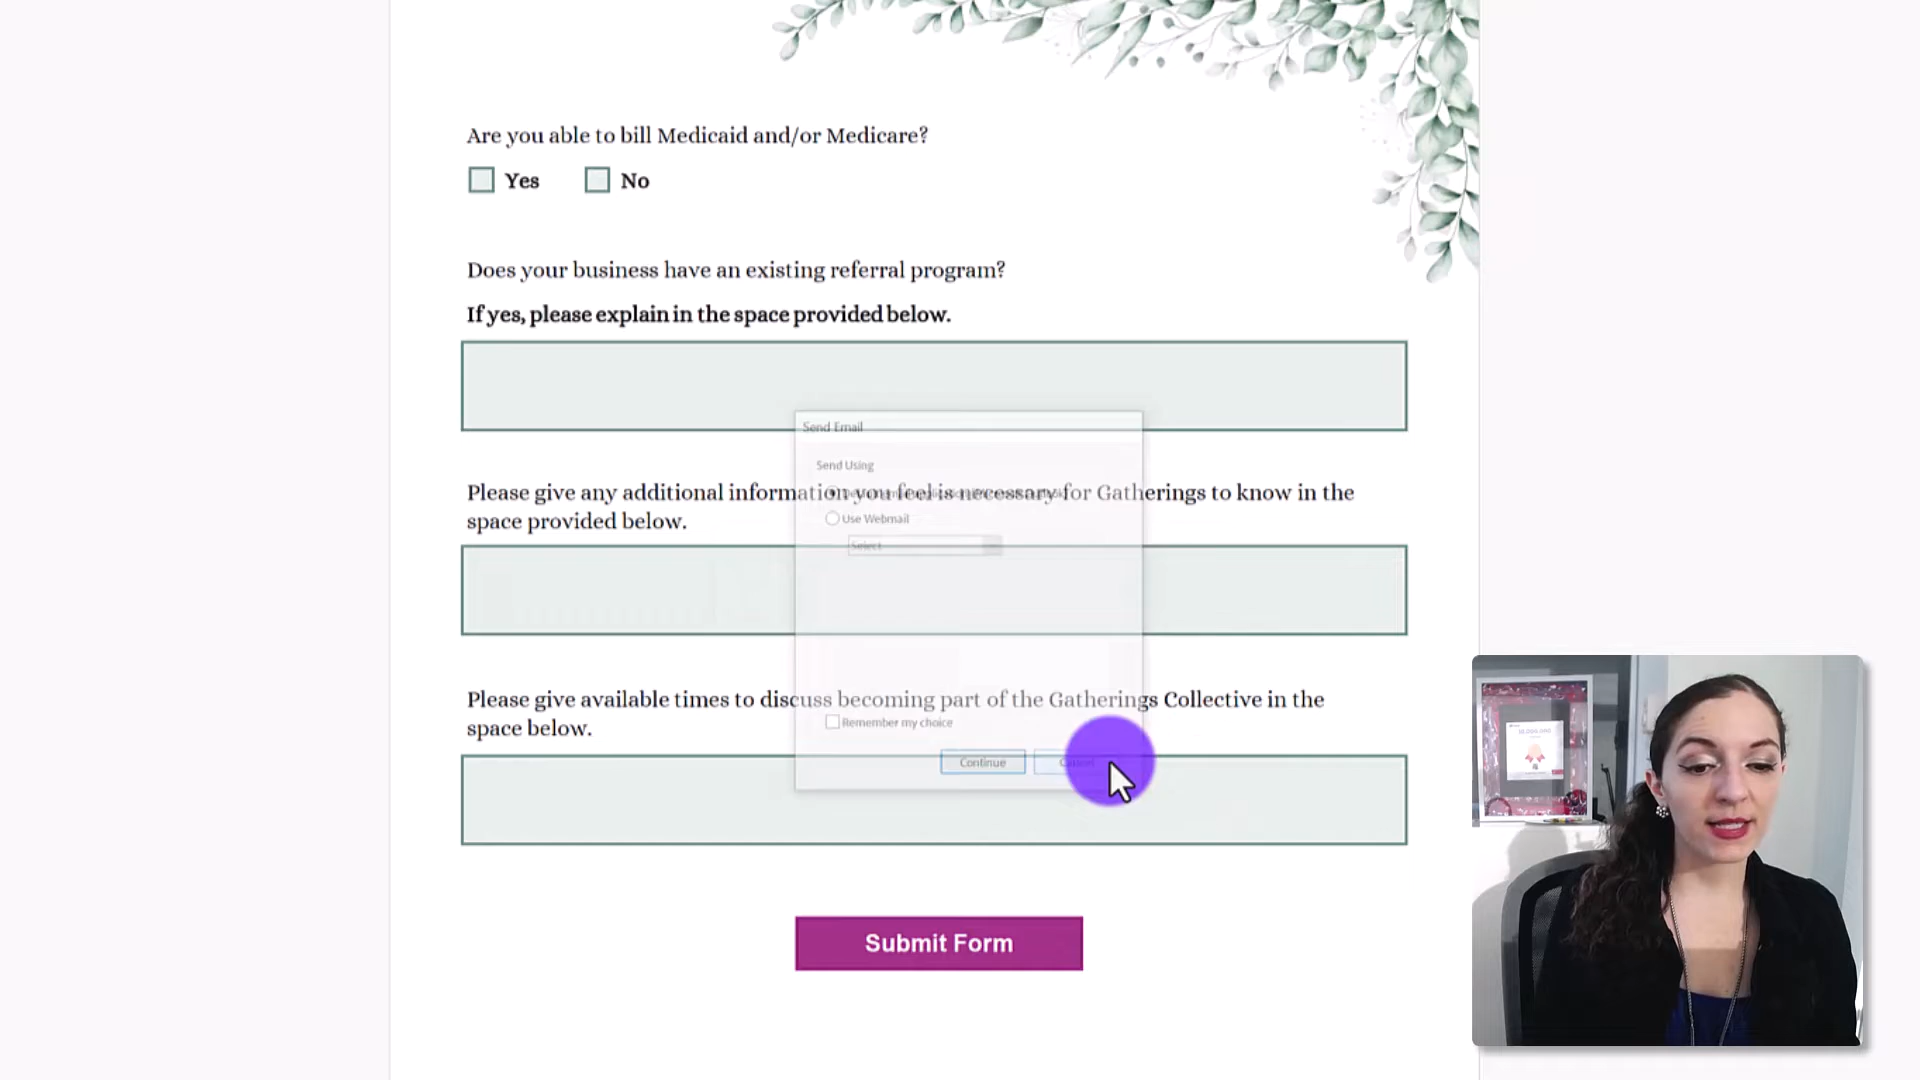 Are you able to bill Medicaid and/or Medicare?
Yes No
Does your business have an existing referral program?
If yes, please explain in the space provided below.
Send Email
Send Using
Please give any additional information you feel is necessary for Gatherings to know in the
space provided below.
Use Webmail
Select
Please give available times to discuss becoming part of the Gatherings Collective in the
space below.
Remember my choice
Continue Cancel
Submit Form